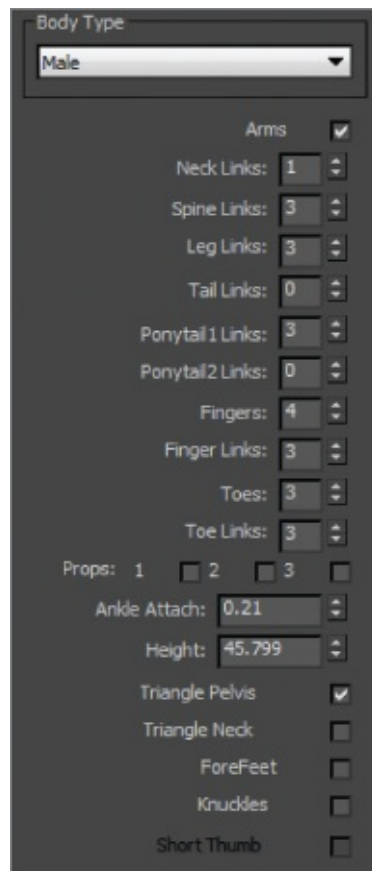 Body Type
Male
Arms
Neck Links: 1
Spine Links: 3
Leg Links: 3
Tail Links: 0
Ponytail1 Links: 3
Ponytail2 Links: 0
Fingers: 4
Finger Links: 3
Toes: 3
Toe Links: 3
Props: 1 2 3
Ankle Attach: 0.21
Height: 45.799
Triangle Pelvis
Triangle Neck
ForeFeet
Knuckles
Short Thumb